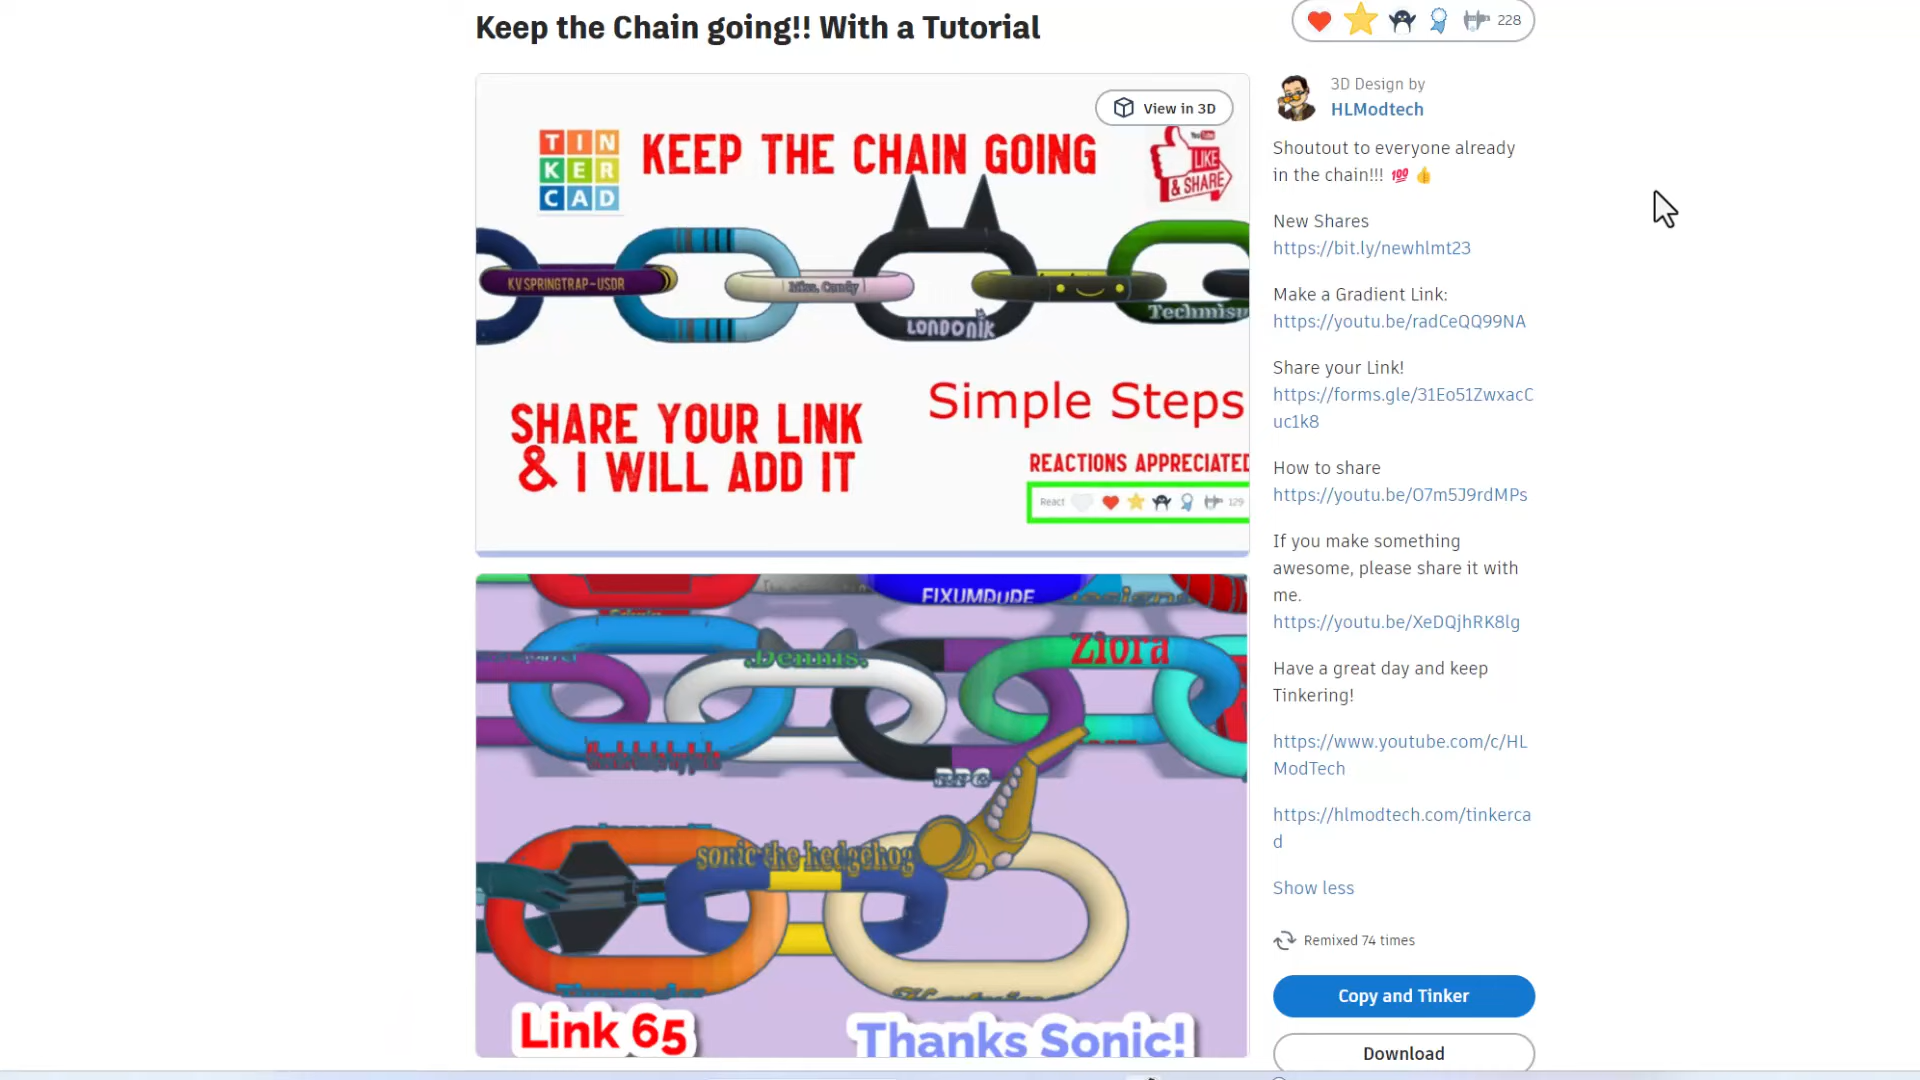 Keep the Chain going!! With a Tutorial
228
View in 3D
TIN
KER
CAD
KEEP THE CHAIN GOING
You Tube
LIKE
& SHARE
KV SPRINGTRAP-USDR
Miss. Candy
LONDONIK
SHARE YOUR LINK
& I WILL ADD IT
Simple Steps
REACTIONS APPRECIATED
React
129
3D Design by
HLModtech
Shoutout to everyone already
in the chain!!! 💯 👍
New Shares
https://bit.ly/newhlmt23
Make a Gradient Link:
https://youtu.be/radCeQQ99NA
Share your Link!
https://forms.gle/31Eo51ZwxacC
uc1k8
How to share
https://youtu.be/O7m5J9rdMPs
If you make something
awesome, please share it with
me.
https://youtu.be/XeDQjhRK8lg
Have a great day and keep
Tinkering!
https://www.youtube.com/c/HL
ModTech
https://hlmodtech.com/tinkerca
d
Show less
Remixed 74 times
Copy and Tinker
Download
FIXUMDUDE
.Dennis.
Ziora
RPG
sonic the hedgehog
Link 65
Thanks Sonic!